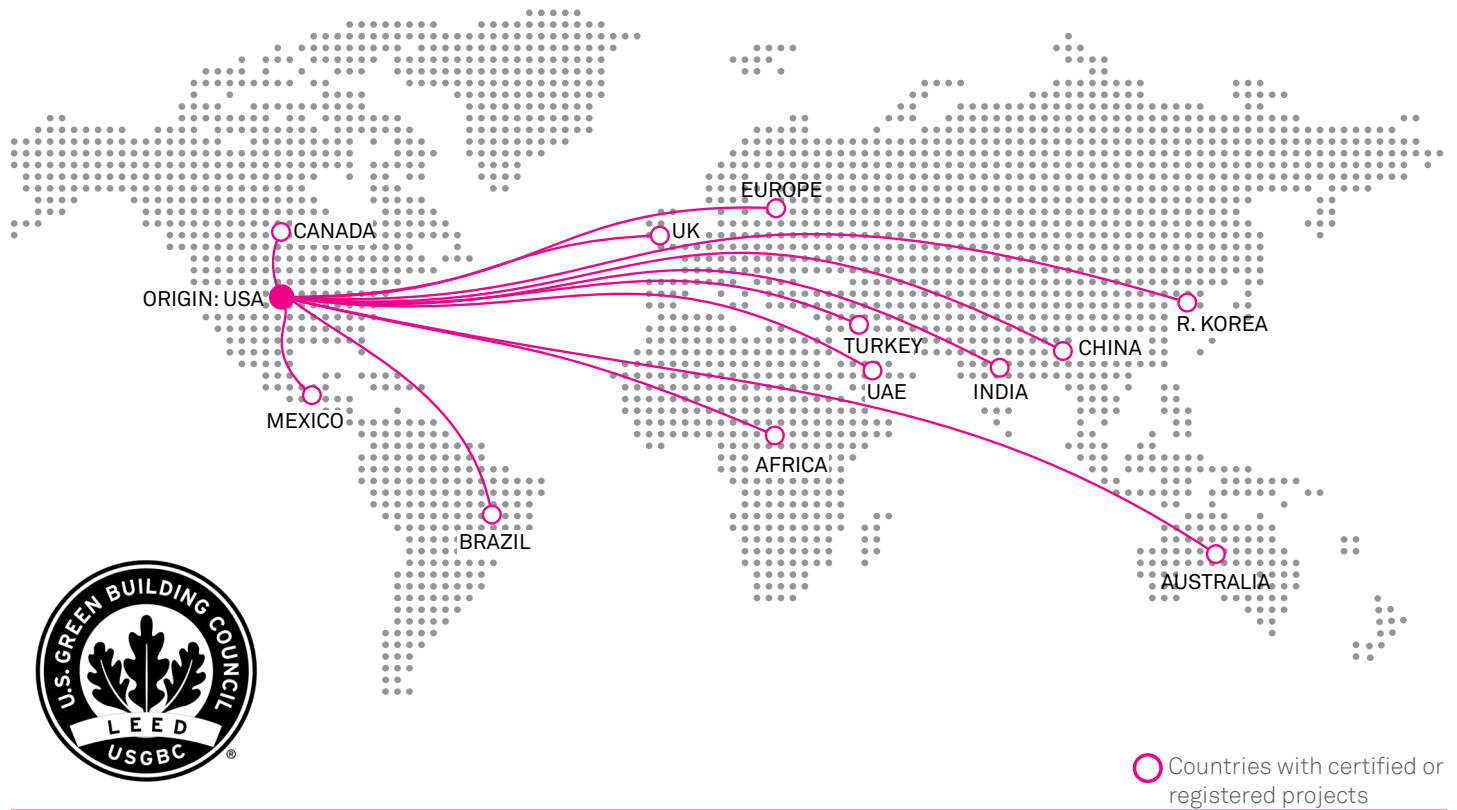 EUROPE
CANADA
UK
ORIGIN: USA
R. KOREA
TURKEY
CHINA
UAE
INDIA
MEXICO
AFRICA
BRAZIL
AUSTRALIA
U.S. GREEN BUILDING COUNCIL
LEED
USGBC
®
Countries with certified or
registered projects